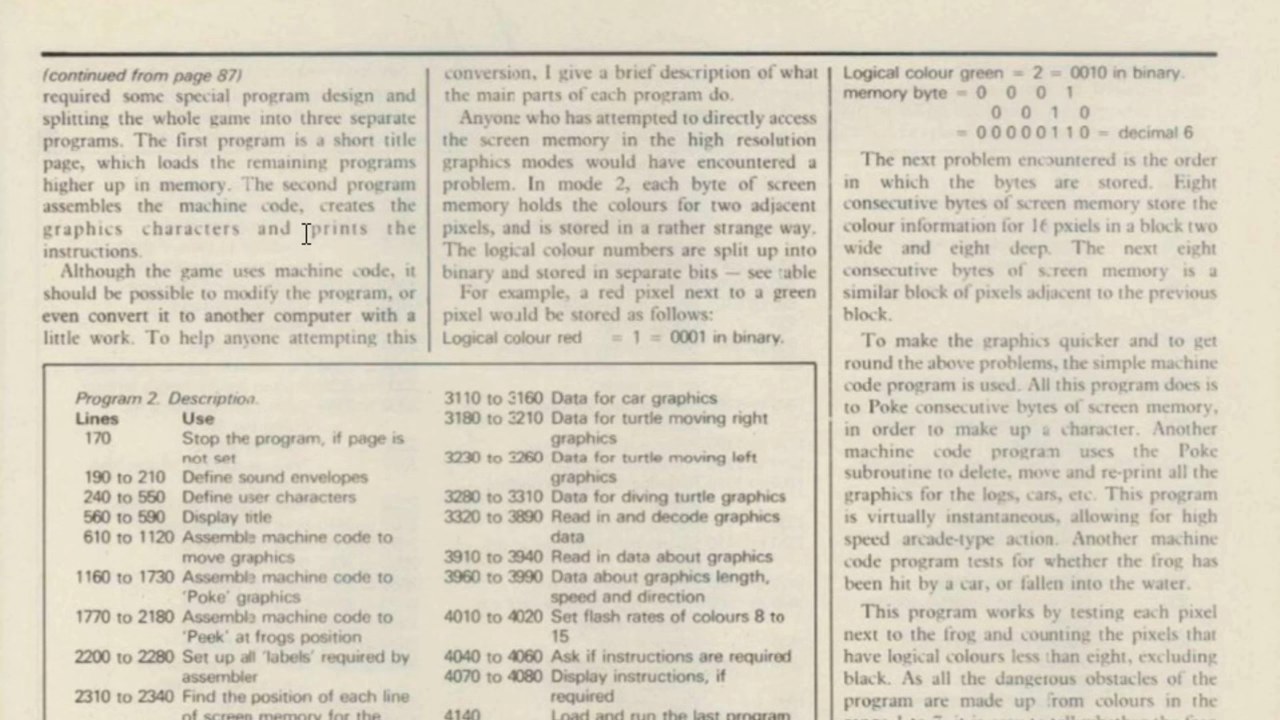 (continued from page 87)
required some special program design and
splitting the whole game into three separate
programs. The first program is a short title
page, which loads the remaining programs
higher up in memory. The second program
assembles the machine code, creates the
graphics characters and prints the
instructions.
Although the game uses machine code, it
should be possible to modify the program, or
even convert it to another computer with a
little work. To help anyone attempting this
conversion, I give a brief description of what
the main parts of each program do.
Anyone who has attempted to directly access
the screen memory in the high resolution
graphics modes would have encountered a
problem. In mode 2, each byte of screen
memory holds the colours for two adjacent
pixels, and is stored in a rather strange way.
The logical colour numbers are split up into
binary and stored in separate bits — see table
For example, a red pixel next to a green
pixel would be stored as follows:
Logical colour red = 1 = 0001 in binary.
Logical colour green = 2 = 0010 in binary.
memory byte = 0 0 0 1
0 0 1 0
= 0 0 0 0 0 1 1 0 = decimal 6
The next problem encountered is the order
in which the bytes are stored. Eight
consecutive bytes of screen memory store the
colour information for 16 pxiels in a block two
wide and eight deep. The next eight
consecutive bytes of screen memory is a
similar block of pixels adjacent to the previous
block.
To make the graphics quicker and to get
round the above problems, the simple machine
code program is used. All this program does is
to Poke consecutive bytes of screen memory,
in order to make up a character. Another
machine code program uses the Poke
subroutine to delete, move and re-print all the
graphics for the logs, cars, etc. This program
is virtually instantaneous, allowing for high
speed arcade-type action. Another machine
code program tests for whether the frog has
been hit by a car, or fallen into the water.
This program works by testing each pixel
next to the frog and counting the pixels that
have logical colours less than eight, excluding
black. As all the dangerous obstacles of the
program are made up from colours in the
Program 2. Description.
Lines Use
170 Stop the program, if page is
not set
190 to 210 Define sound envelopes
240 to 550 Define user characters
560 to 590 Display title
610 to 1120 Assemble machine code to
move graphics
1160 to 1730 Assemble machine code to
'Poke' graphics
1770 to 2180 Assemble machine code to
'Peek' at frogs position
2200 to 2280 Set up all 'labels' required by
assembler
2310 to 2340 Find the position of each line
of screen memory for the
3110 to 3160 Data for car graphics
3180 to 3210 Data for turtle moving right
graphics
3230 to 3260 Data for turtle moving left
graphics
3280 to 3310 Data for diving turtle graphics
3320 to 3890 Read in and decode graphics
data
3910 to 3940 Read in data about graphics
3960 to 3990 Data about graphics length,
speed and direction
4010 to 4020 Set flash rates of colours 8 to
15
4040 to 4060 Ask if instructions are required
4070 to 4080 Display instructions, if
required
4140 Load and run the last program